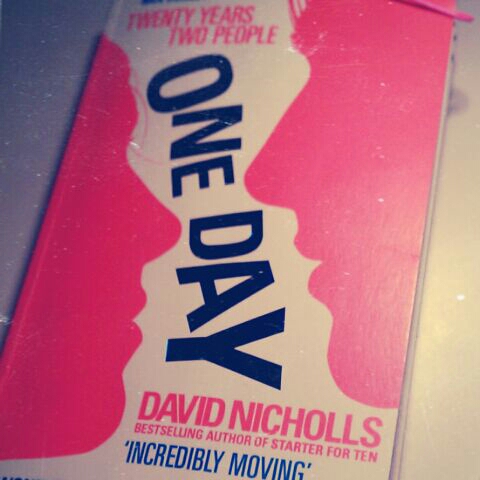 TWENTY YEARS
TWO PEOPLE
ONE DAY
DAVID NICHOLLS
BESTSELLING AUTHOR OF STARTER FOR TEN
'INCREDIBLY MOVING'